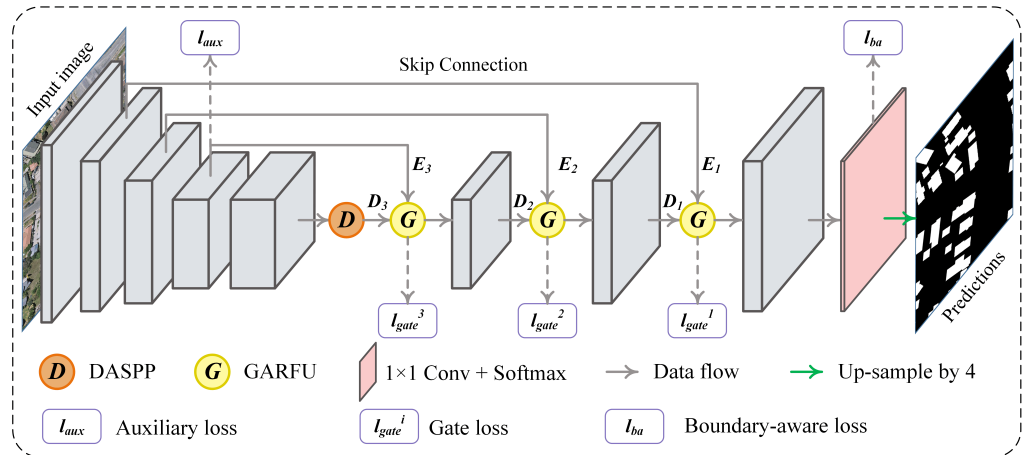 l_aux
l_ba
Input image
Skip Connection
E_3
E_2
E_1
D_3
D_2
D_1
D
G
G
G
l_gate^3
l_gate^2
l_gate^1
Predictions
D DASPP
G GARFU
1×1 Conv + Softmax
Data flow
Up-sample by 4
l_aux Auxiliary loss
l_gate^i Gate loss
l_ba Boundary-aware loss